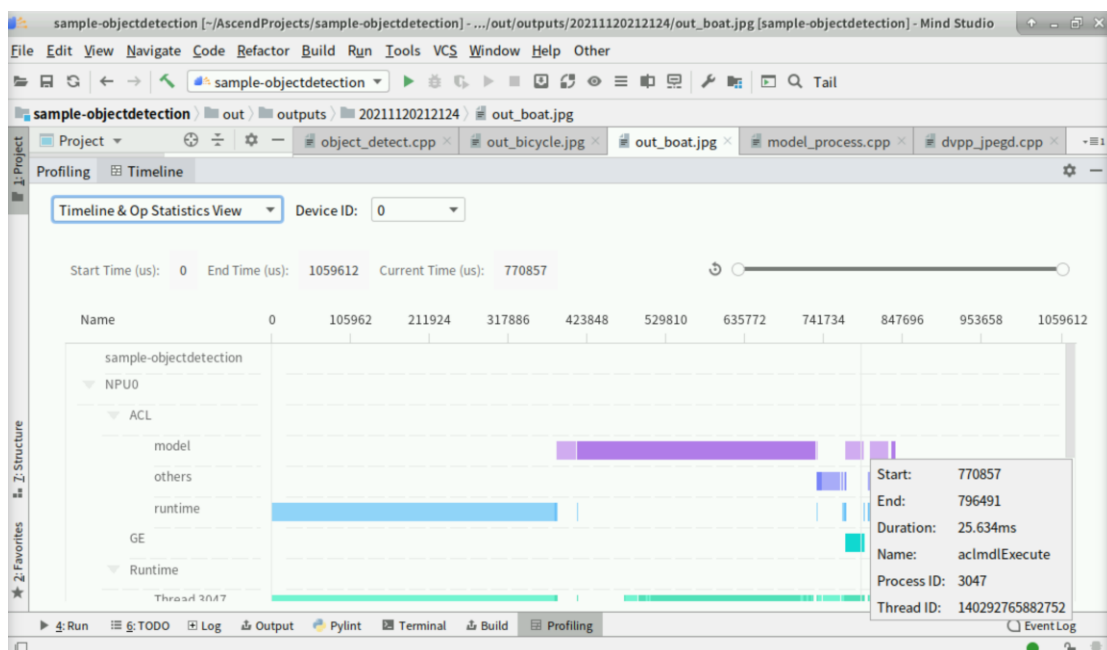 sample-objectdetection [~/AscendProjects/sample-objectdetection] - .../out/outputs/20211120212124/out_boat.jpg [sample-objectdetection] - Mind Studio
File Edit View Navigate Code Refactor Build Run Tools VCS Window Help Other
sample-objectdetection Tail
sample-objectdetection out outputs 20211120212124 out_boat.jpg
1: Project
Project object_detect.cpp out_bicycle.jpg out_boat.jpg model_process.cpp dvpp_jpegd.cpp
Profiling Timeline
Timeline & Op Statistics View Device ID: 0
Start Time (us): 0 End Time (us): 1059612 Current Time (us): 770857
Name 0 105962 211924 317886 423848 529810 635772 741734 847696 953658 1059612
sample-objectdetection
NPU0
ACL
model
others
runtime
GE
Runtime
Thread 3047
Start: 770857
End: 796491
Duration: 25.634ms
Name: aclmdlExecute
Process ID: 3047
Thread ID: 140292765882752
7: Structure
2: Favorites
4: Run 6: TODO Log Output Pylint Terminal Build Profiling Event Log